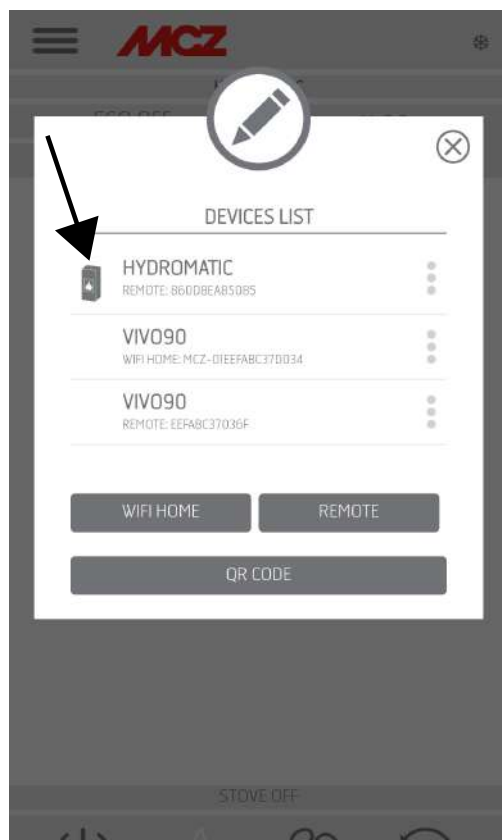 MCZ
DEVICES LIST
HYDROMATIC
REMOTE: 860D8EAB5085
VIVO90
WIFI HOME: MCZ-01EEFABC37D034
VIVO90
REMOTE: EEFABC37036F
WIFI HOME
REMOTE
QR CODE
STOVE OFF